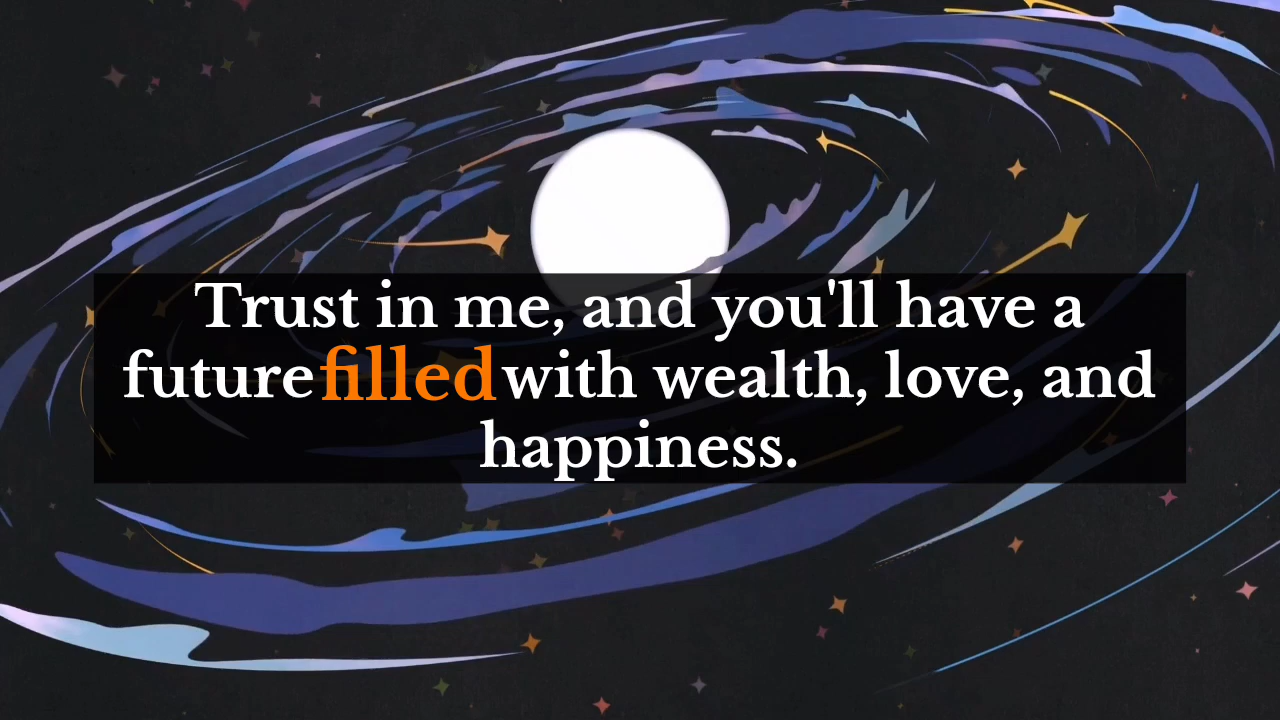 Trust in me, and you'll have a
future filled with wealth, love, and
happiness.